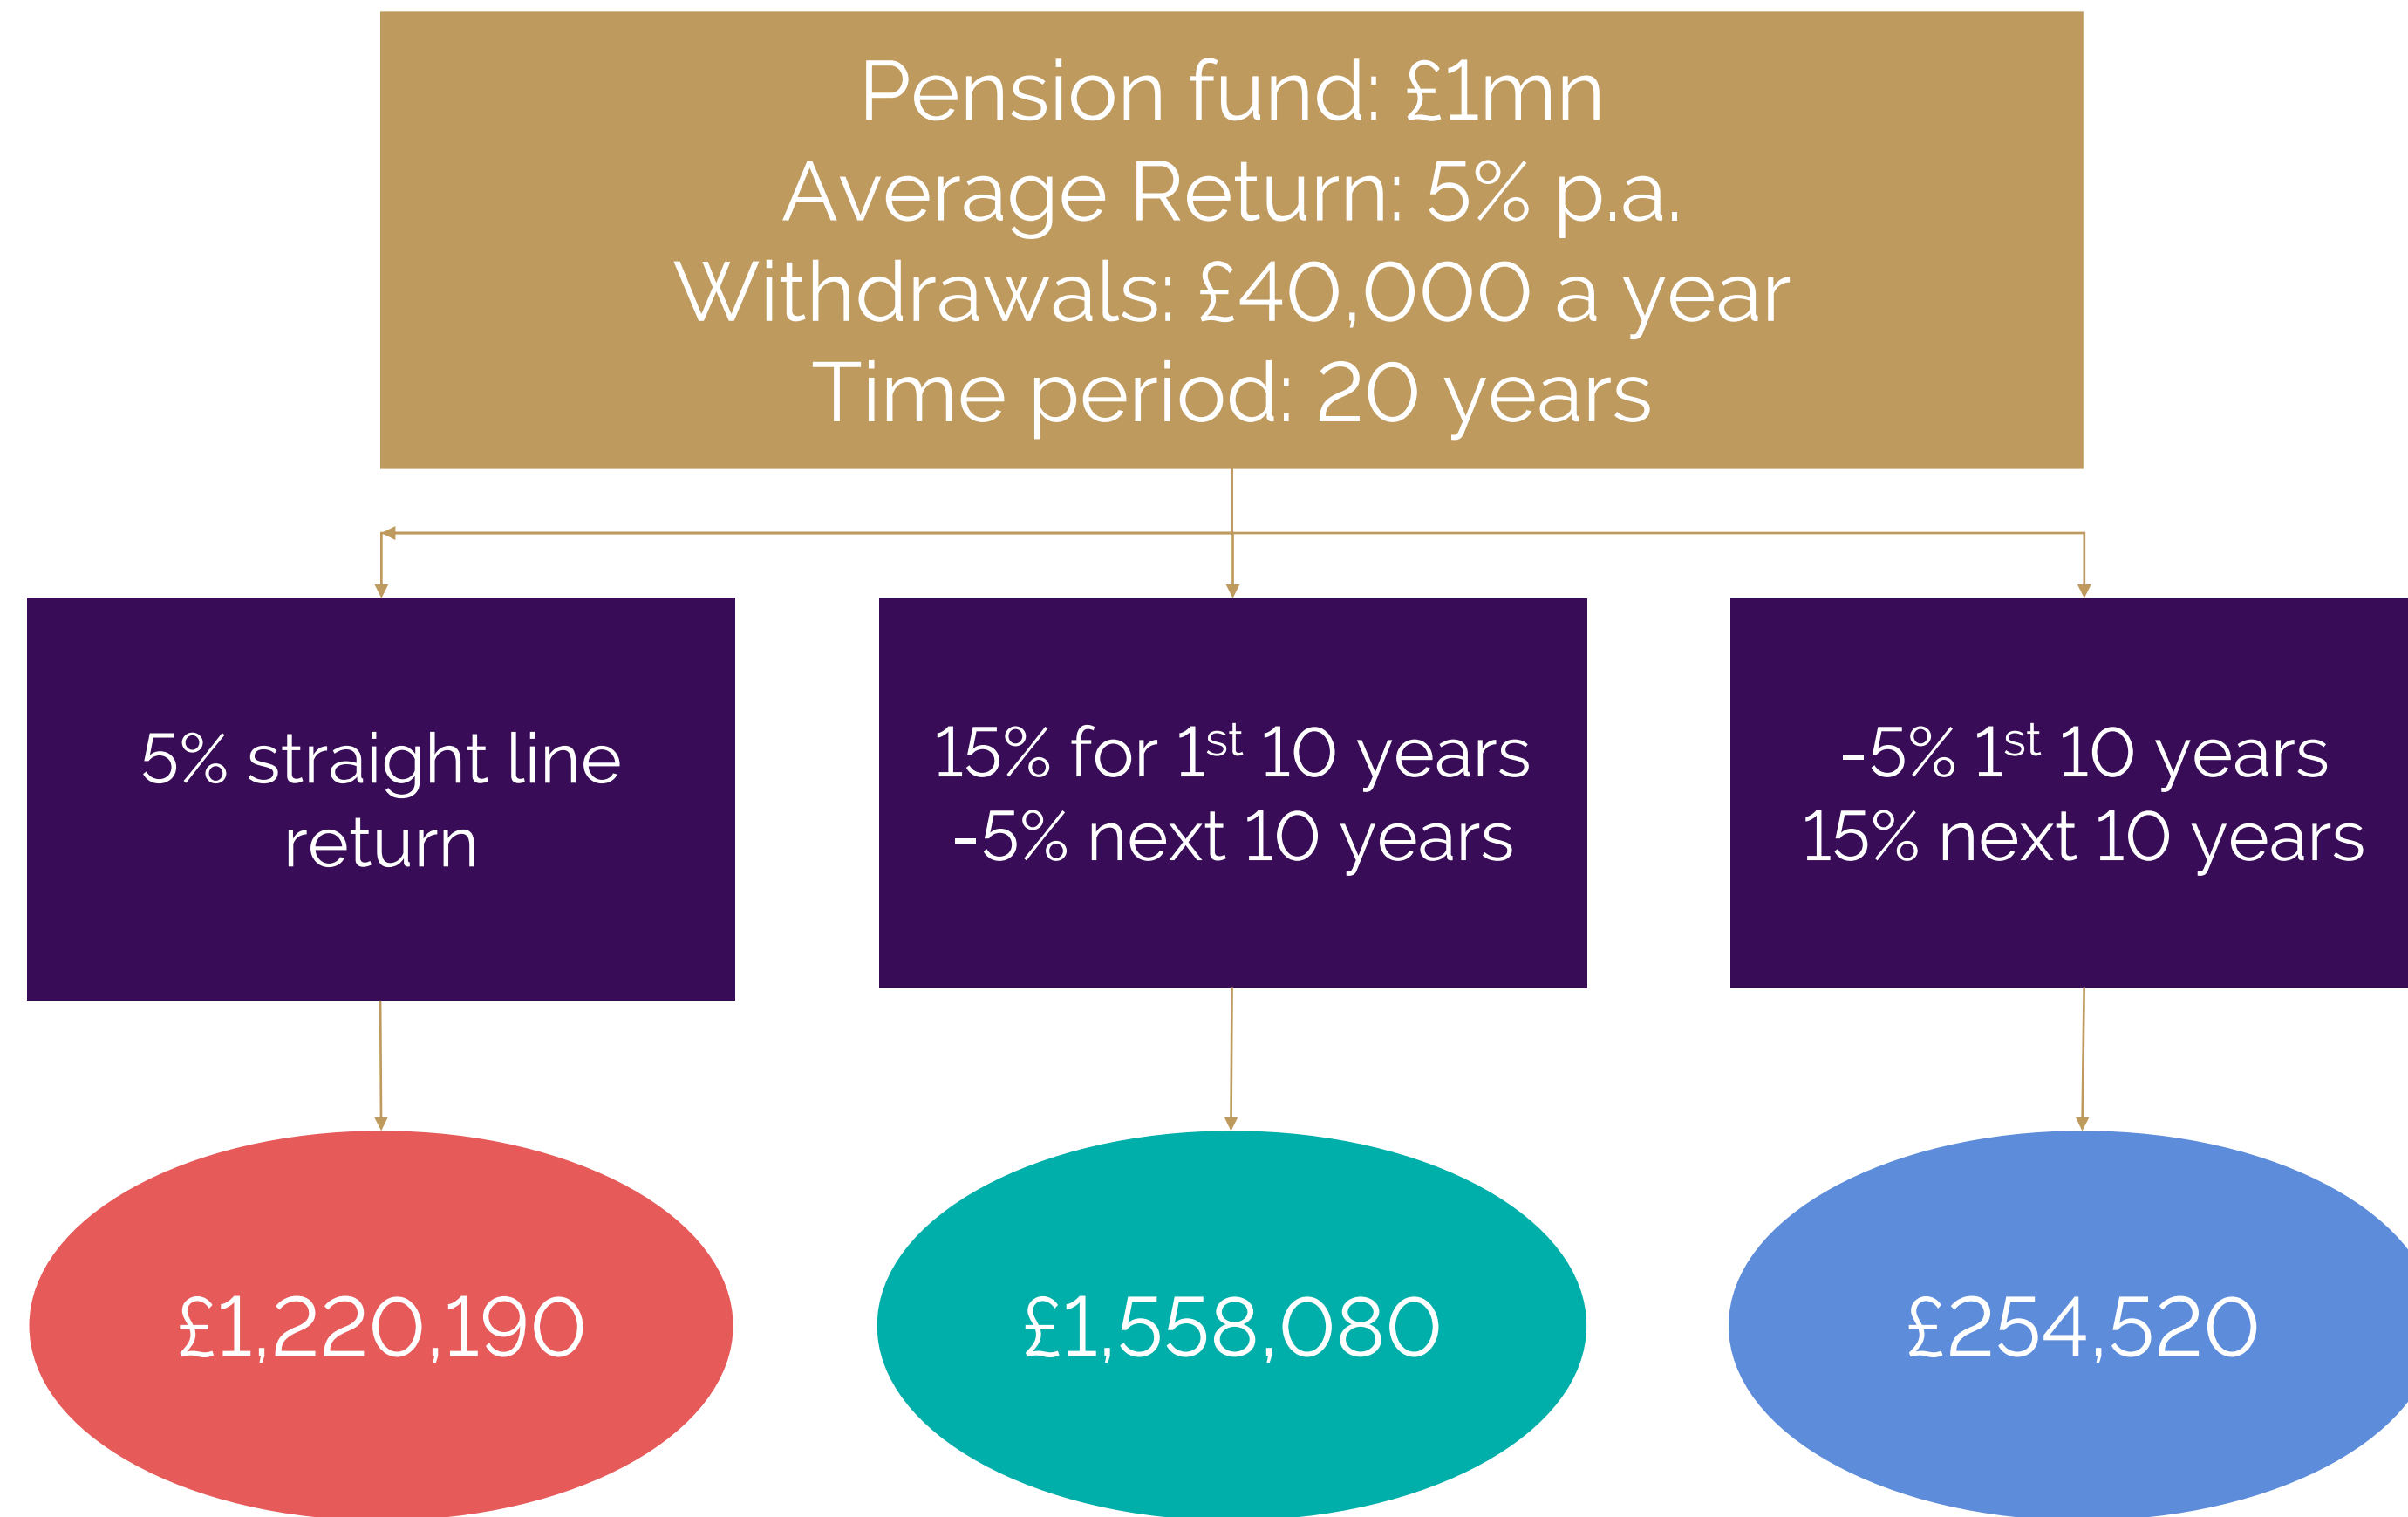 Pension fund: £1mn
Average Return: 5% p.a.
Withdrawals: £40,000 a year
Time period: 20 years
5% straight line
return
15% for 1st 10 years
-5% next 10 years
-5% 1st 10 years
15% next 10 years
£1,220,190
£1,558,080
£254,520